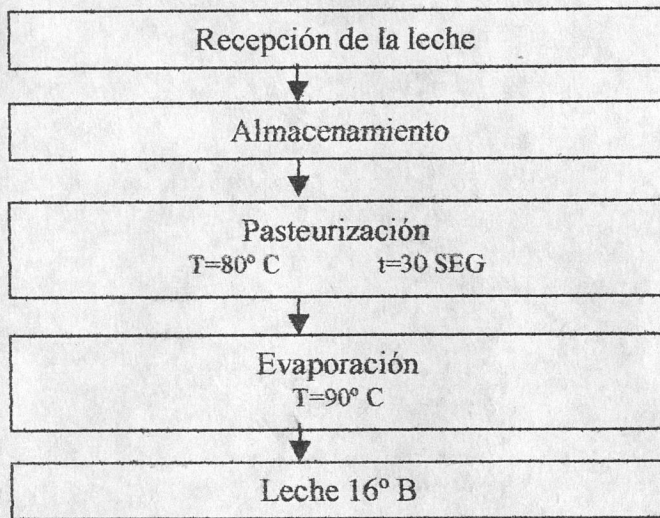 Recepción de la leche
Almacenamiento
Pasteurización
T=80º C t=30 SEG
Evaporación
T=90º C
Leche 16º B